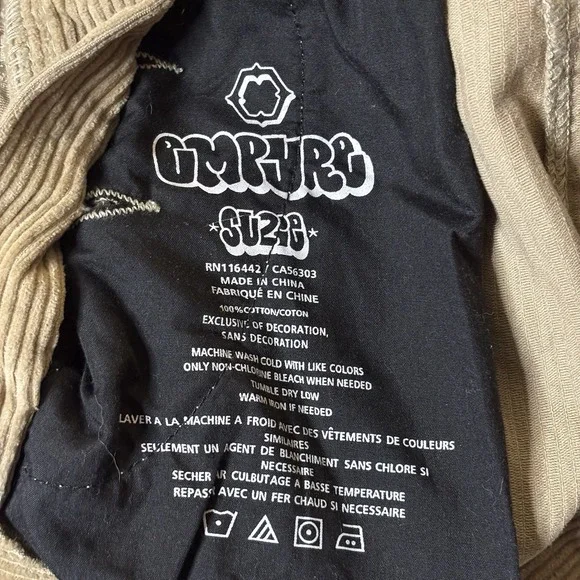 EMPYRE
*SUZIE*
RN116442 / CA56303
MADE IN CHINA
FABRIQUÉ EN CHINE
100% COTTON/COTON
EXCLUSIVE OF DECORATION,
SANS DECORATION
MACHINE WASH COLD WITH LIKE COLORS
ONLY NON-CHLORINE BLEACH WHEN NEEDED
TUMBLE DRY LOW
WARM IRON IF NEEDED
LAVER A LA MACHINE A FROID AVEC DES VÊTEMENTS DE COULEURS
SIMILAIRES
SEULEMENT UN AGENT DE BLANCHIMENT SANS CHLORE SI
NECESSAIRE
SECHER PAR CULBUTAGE A BASSE TEMPERATURE
REPASS AVEC UN FER CHAUD SI NECESSAIRE